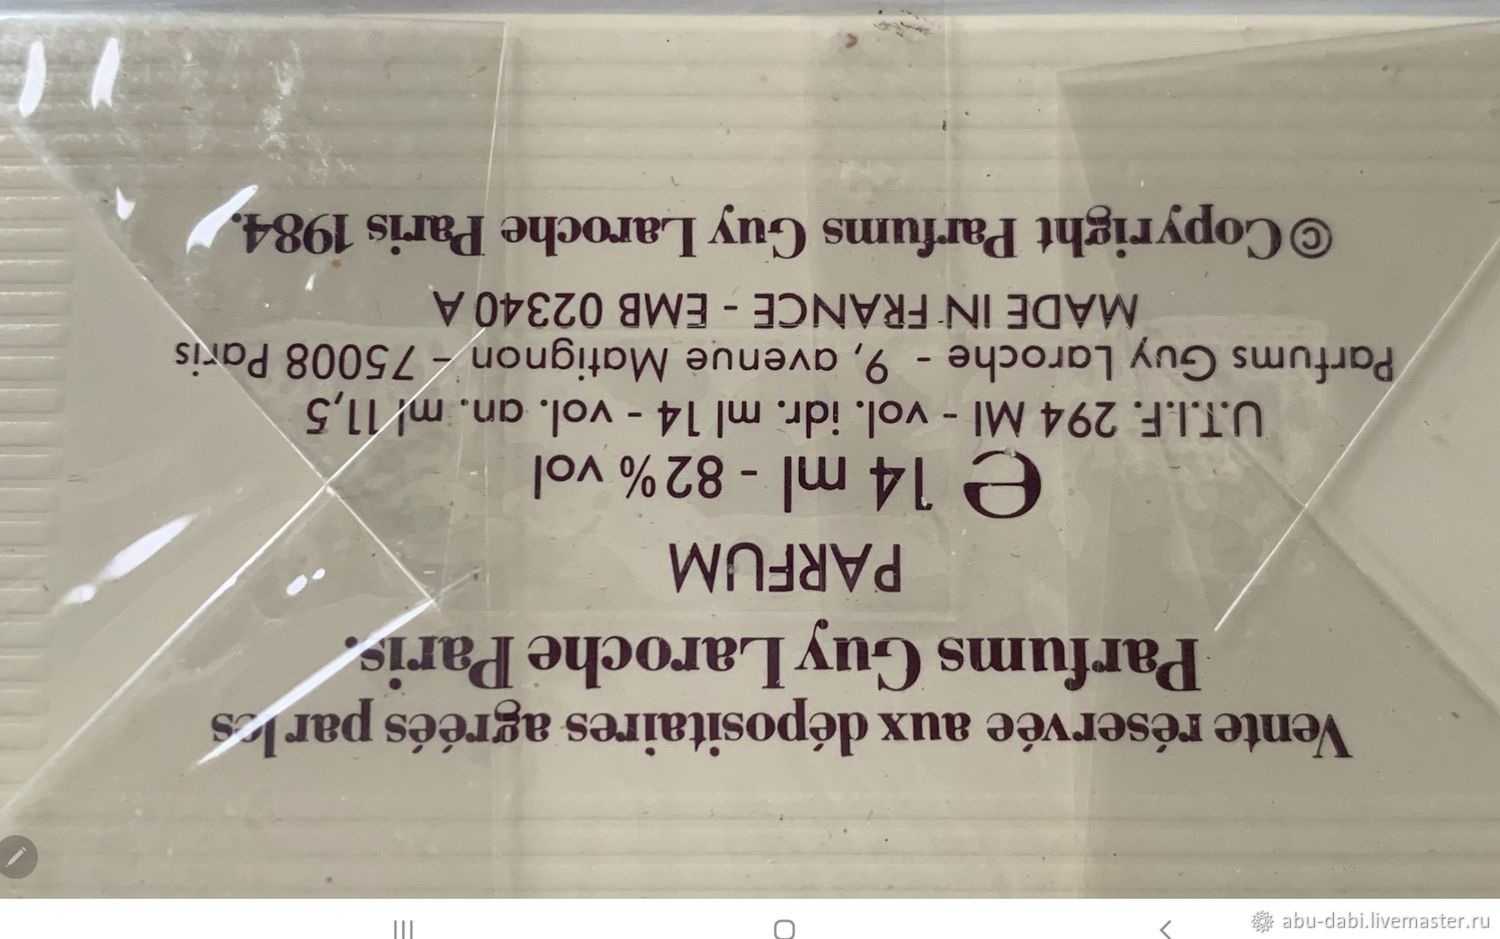 Vente réservée aux dépositaires agréés par les
Parfums Guy Laroche Paris.
PARFUM
℮ 14 ml - 82% vol
U.T.I.F. 294 MI - vol. idr. ml 14 - vol. an. ml 11,5
Parfums Guy Laroche - 9, avenue Matignon - 75008 Paris
MADE IN FRANCE - EMB 02340 A
©Copyright Parfums Guy Laroche Paris 1984.
abu-dabi.livemaster.ru